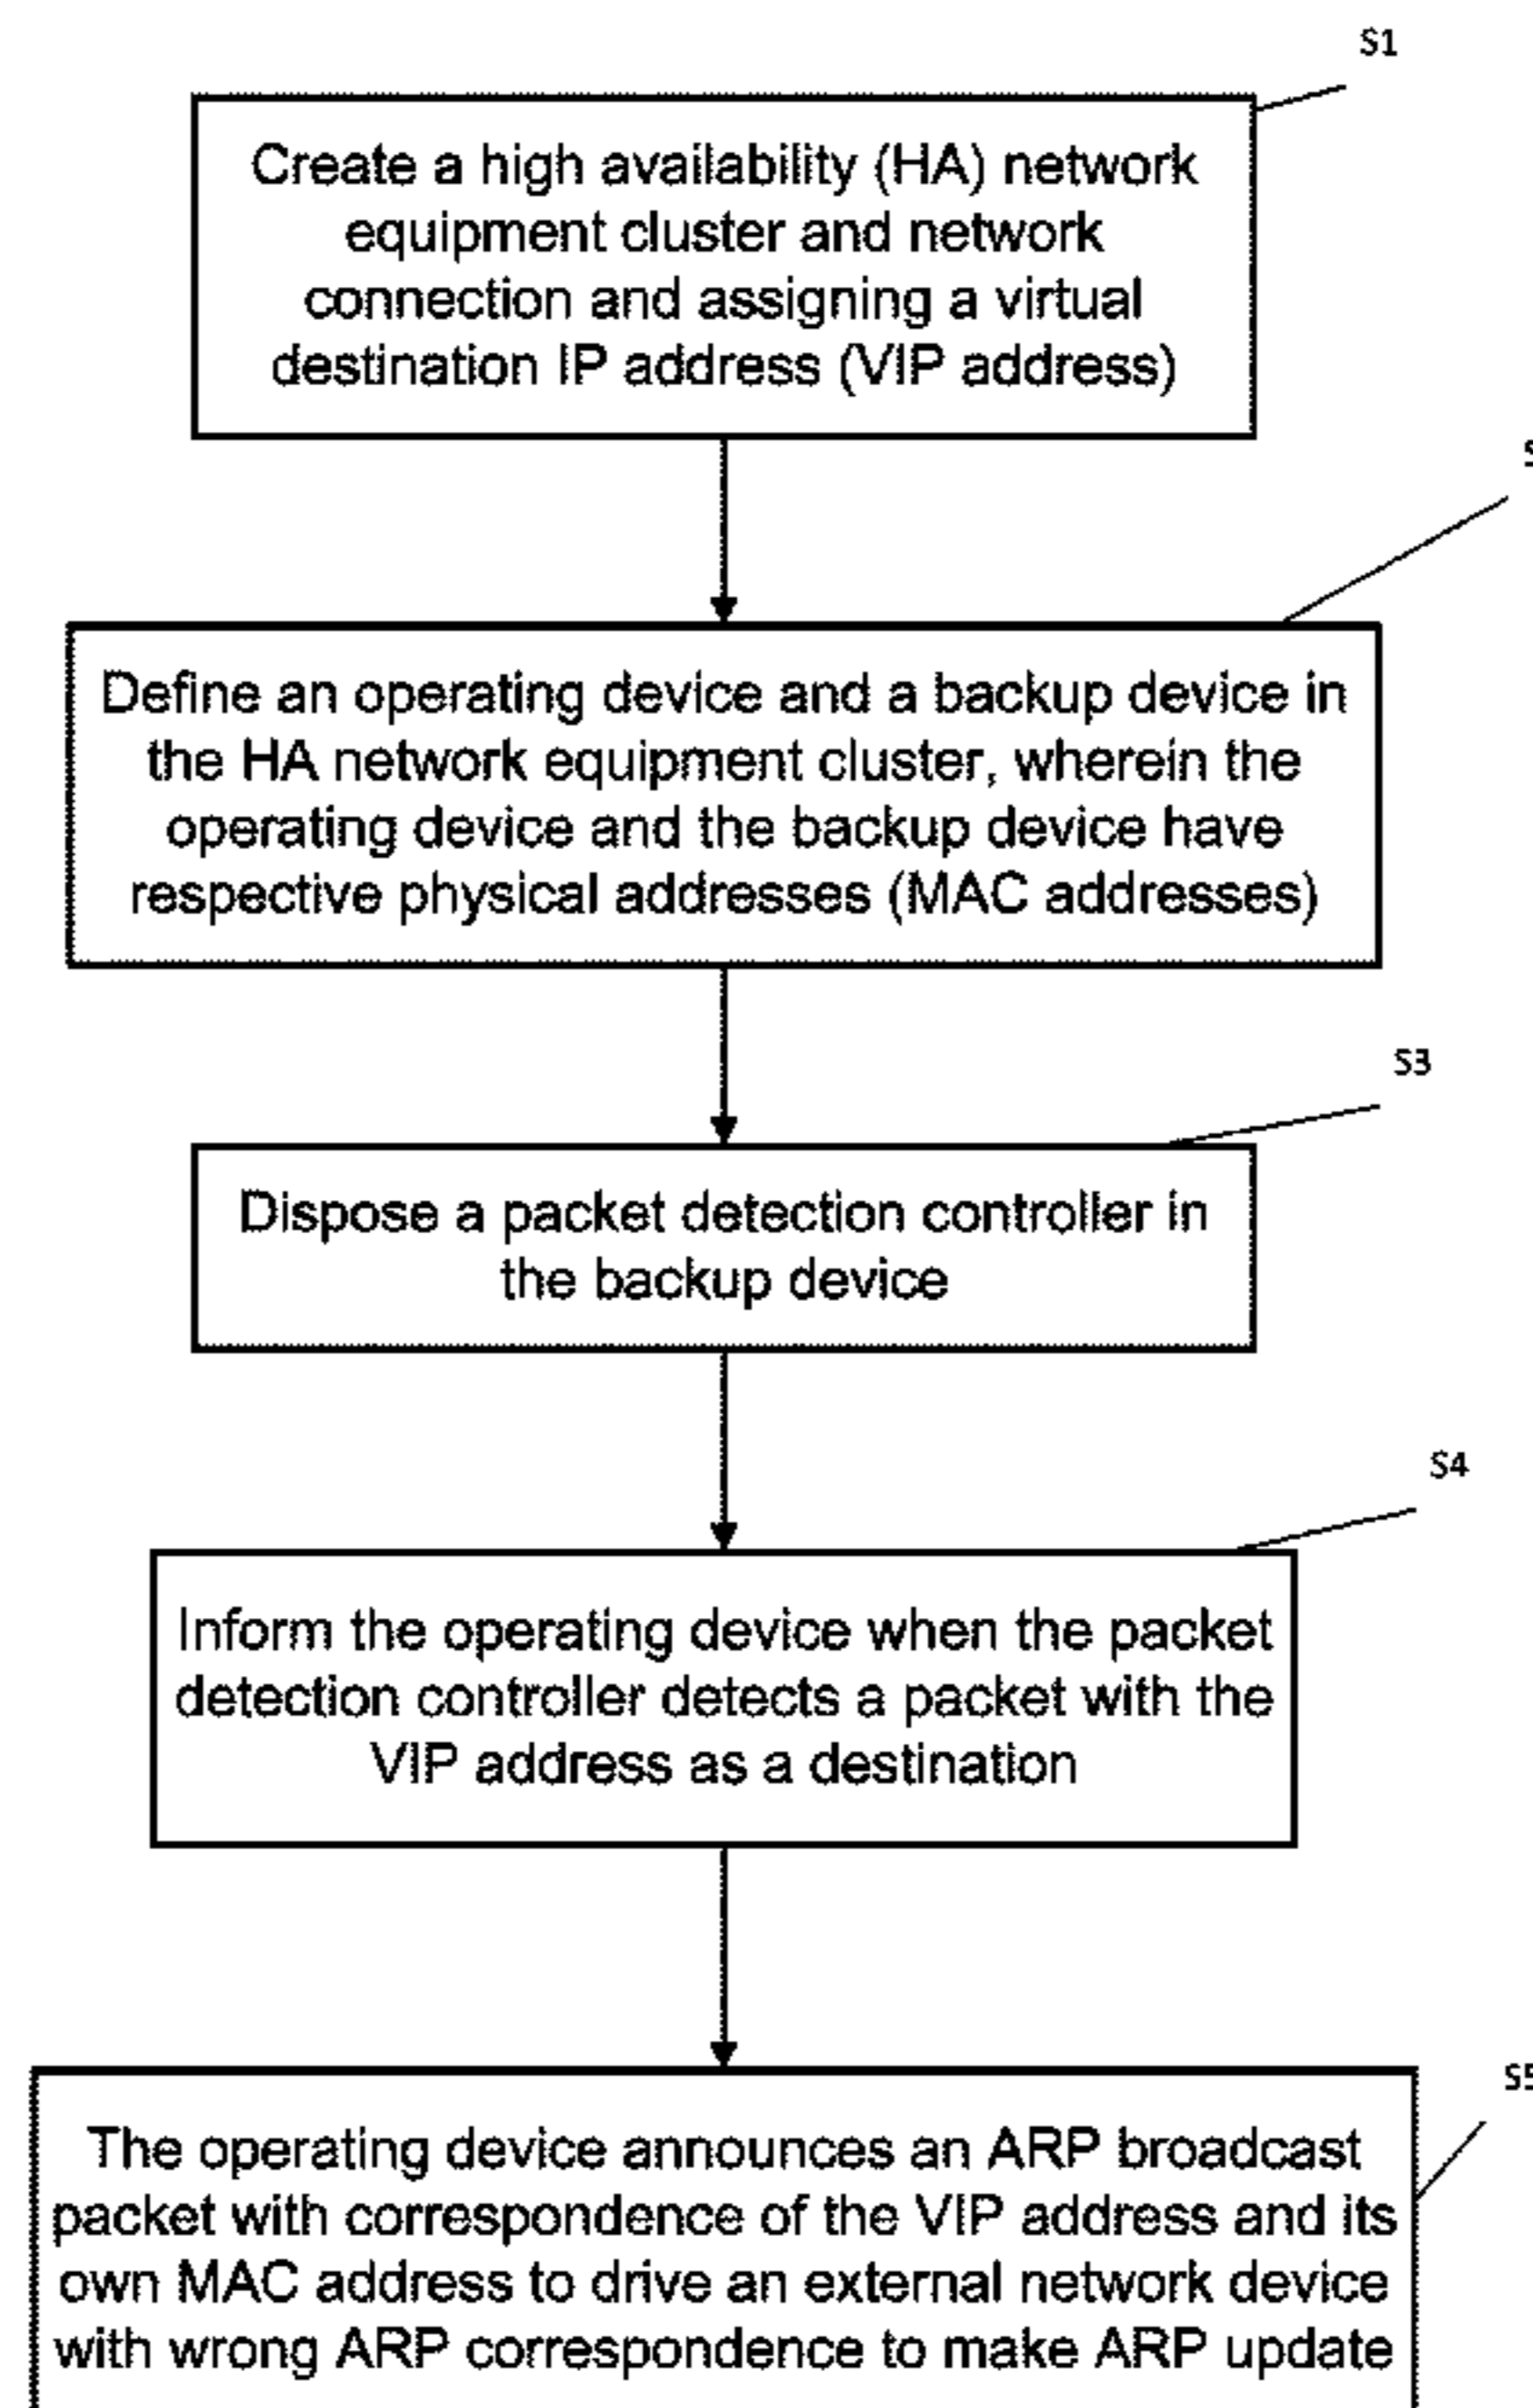 S1
Create a high availability (HA) network
equipment cluster and network
connection and assigning a virtual
destination IP address (VIP address)
Define an operating device and a backup device in
the HA network equipment cluster, wherein the
operating device and the backup device have
respective physical addresses (MAC addresses)
S3
Dispose a packet detection controller in
the backup device
S4
Inform the operating device when the packet
detection controller detects a packet with the
VIP address as a destination
S5
The operating device announces an ARP broadcast
packet with correspondence of the VIP address and its
own MAC address to drive an external network device
with wrong ARP correspondence to make ARP update